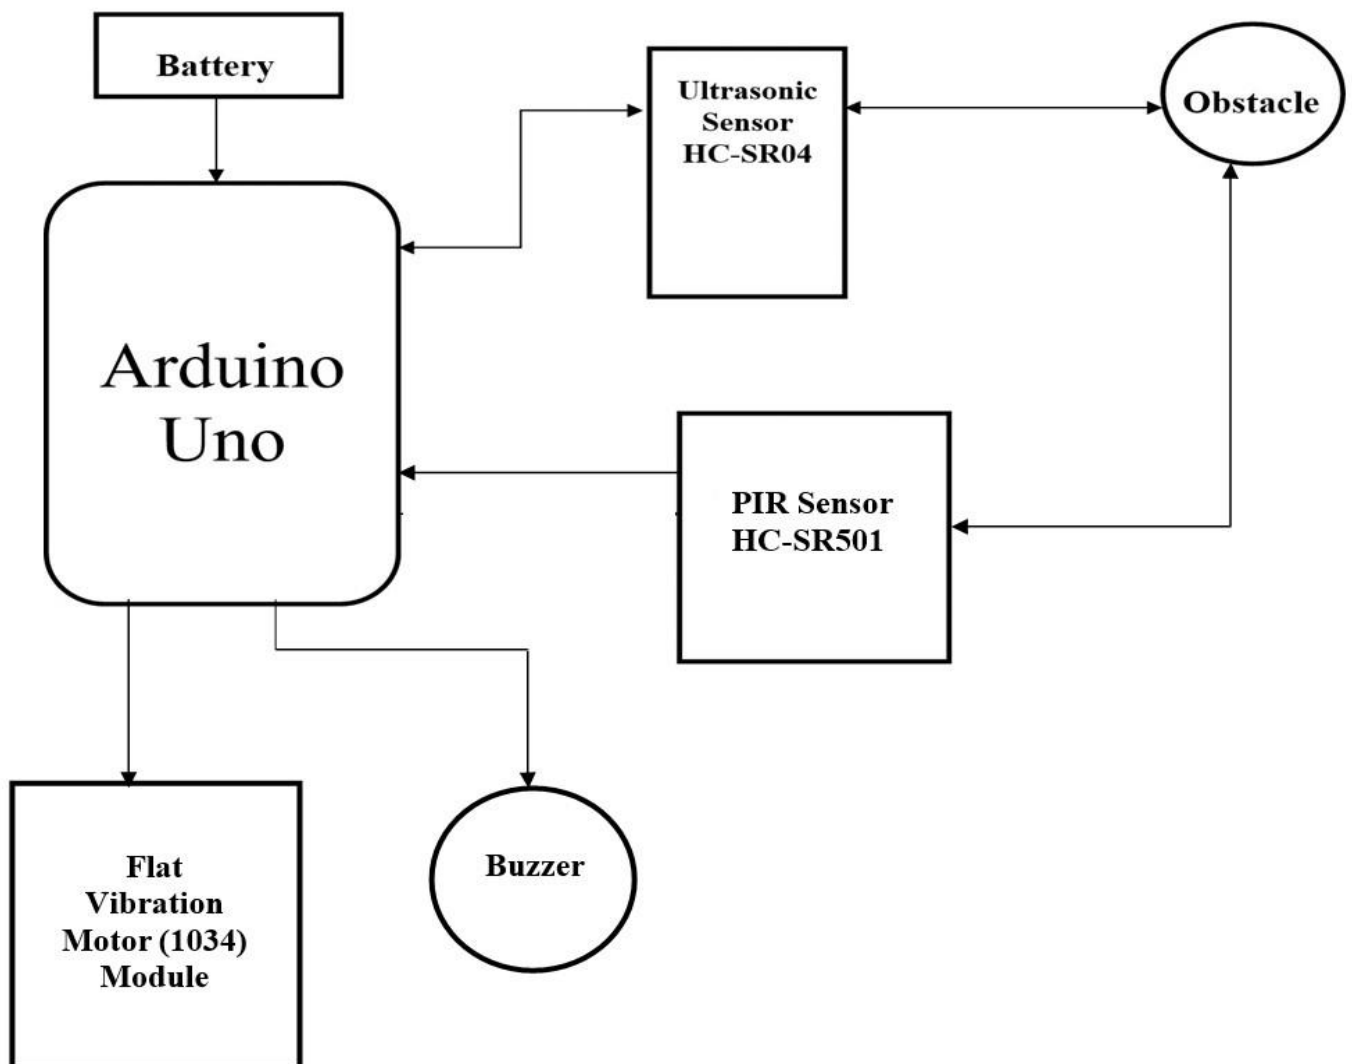 Battery
Ultrasonic
Sensor
HC-SR04
Obstacle
Arduino
Uno
PIR Sensor
HC-SR501
Flat
Vibration
Motor (1034)
Module
Buzzer